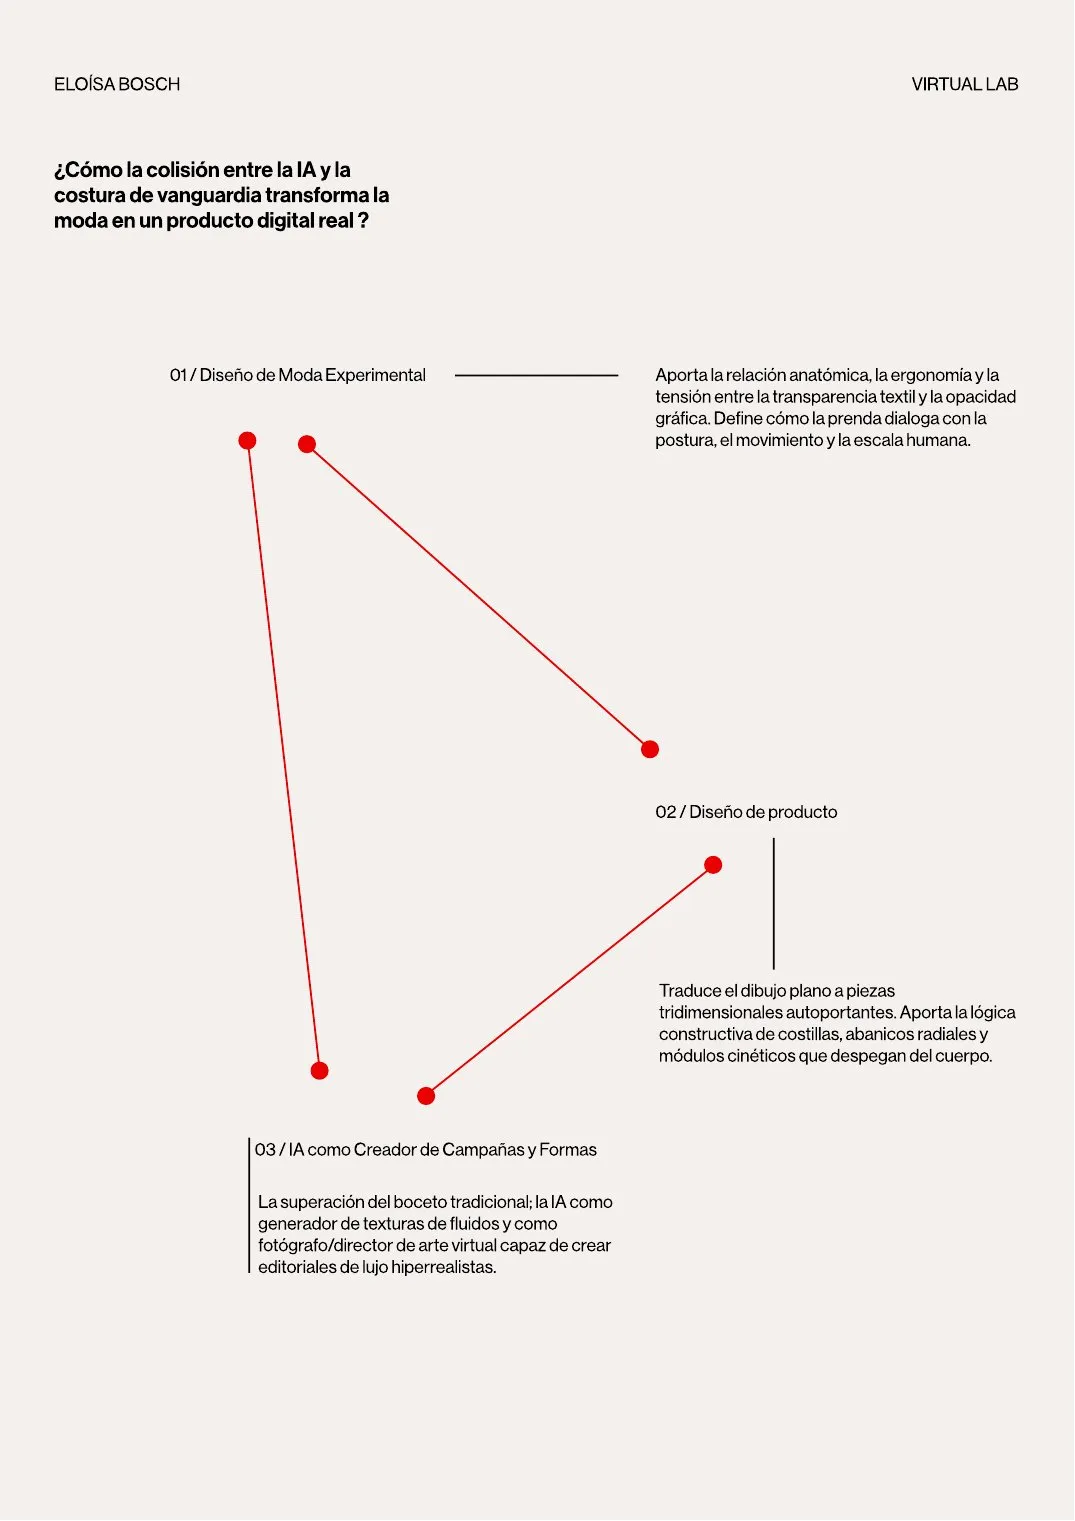 ELOÍSA BOSCH
VIRTUAL LAB
¿Cómo la colisión entre la IA y la
costura de vanguardia transforma la
moda en un producto digital real ?
01 / Diseño de Moda Experimental
Aporta la relación anatómica, la ergonomía y la
tensión entre la transparencia textil y la opacidad
gráfica. Define cómo la prenda dialoga con la
postura, el movimiento y la escala humana.
02 / Diseño de producto
Traduce el dibujo plano a piezas
tridimensionales autoportantes. Aporta la lógica
constructiva de costillas, abanicos radiales y
módulos cinéticos que despegan del cuerpo.
03 / IA como Creador de Campañas y Formas
La superación del boceto tradicional; la IA como
generador de texturas de fluidos y como
fotógrafo/director de arte virtual capaz de crear
editoriales de lujo hiperrealistas.